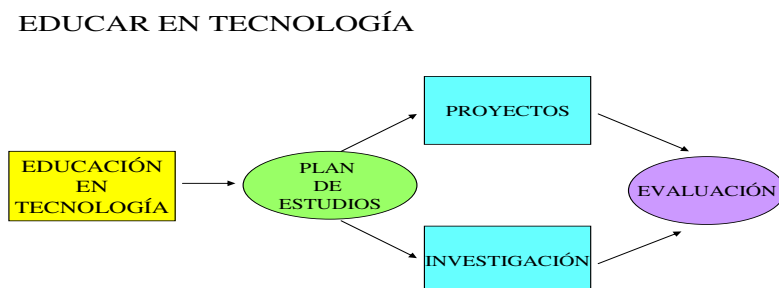 EDUCAR EN TECNOLOGÍA
PROYECTOS
EDUCACIÓN
EN
TECNOLOGÍA
PLAN
DE
ESTUDIOS
EVALUACIÓN
INVESTIGACIÓN